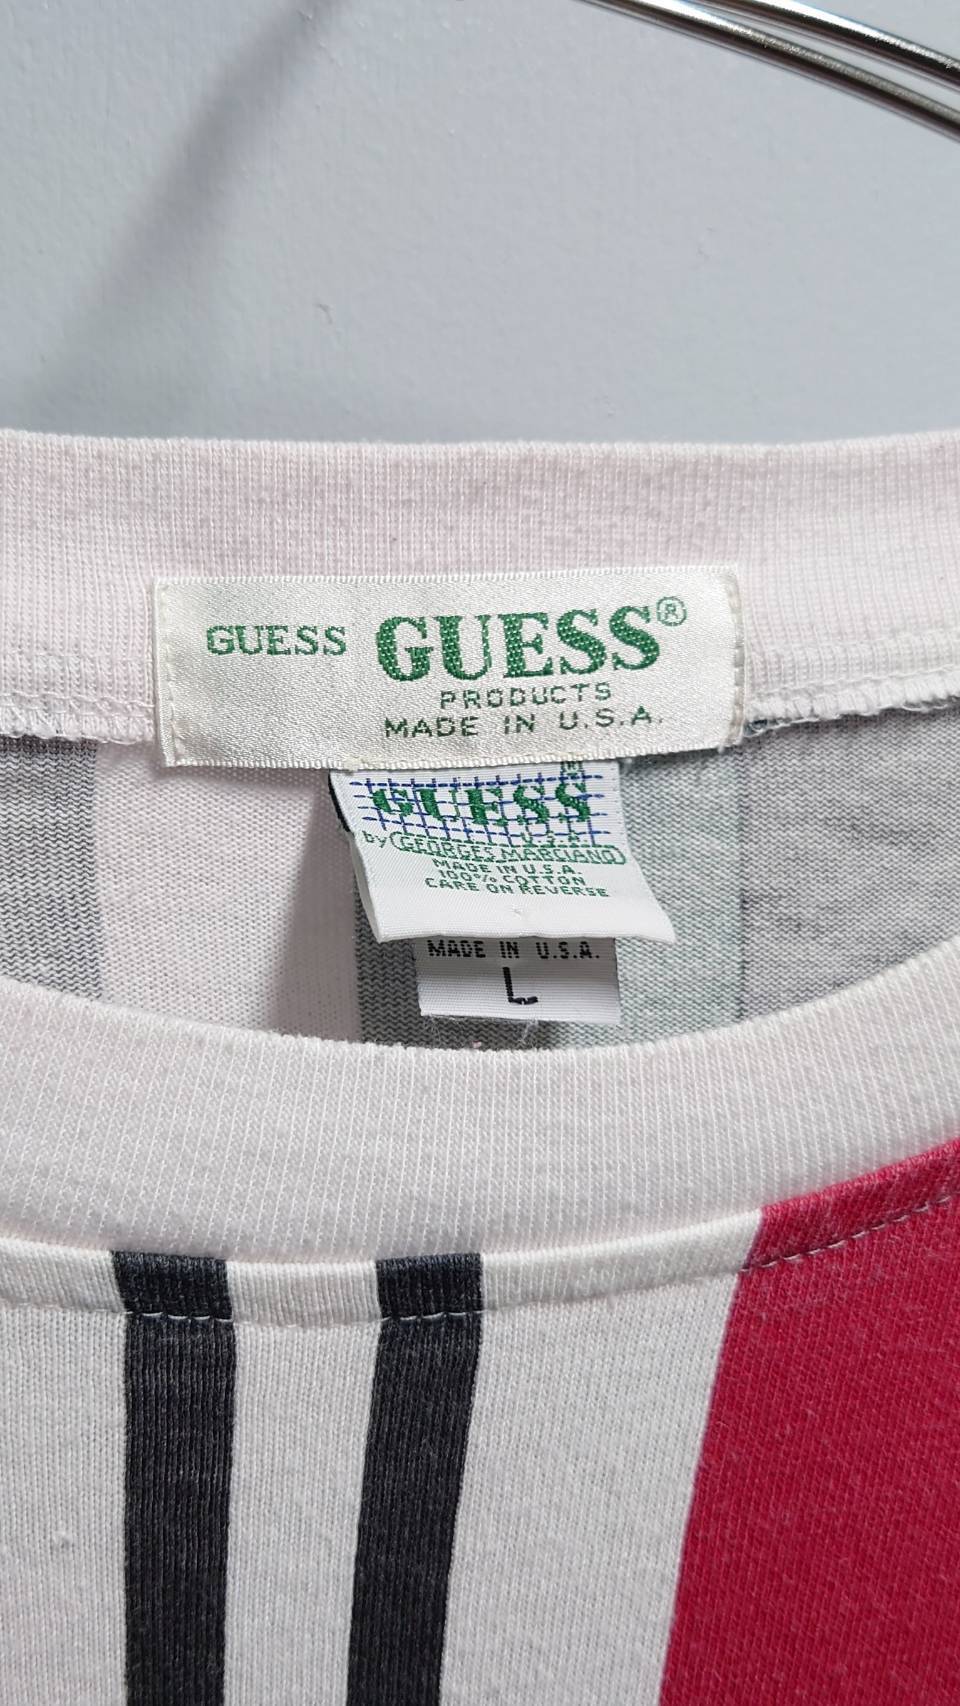 GUESS GUESS®
PRODUCTS
MADE IN U.S.A.
GUESS
U.S.A.
by GEORGES MARCIANO
MADE IN U.S.A.
100% COTTON
CARE ON REVERSE
MADE IN U.S.A.
L